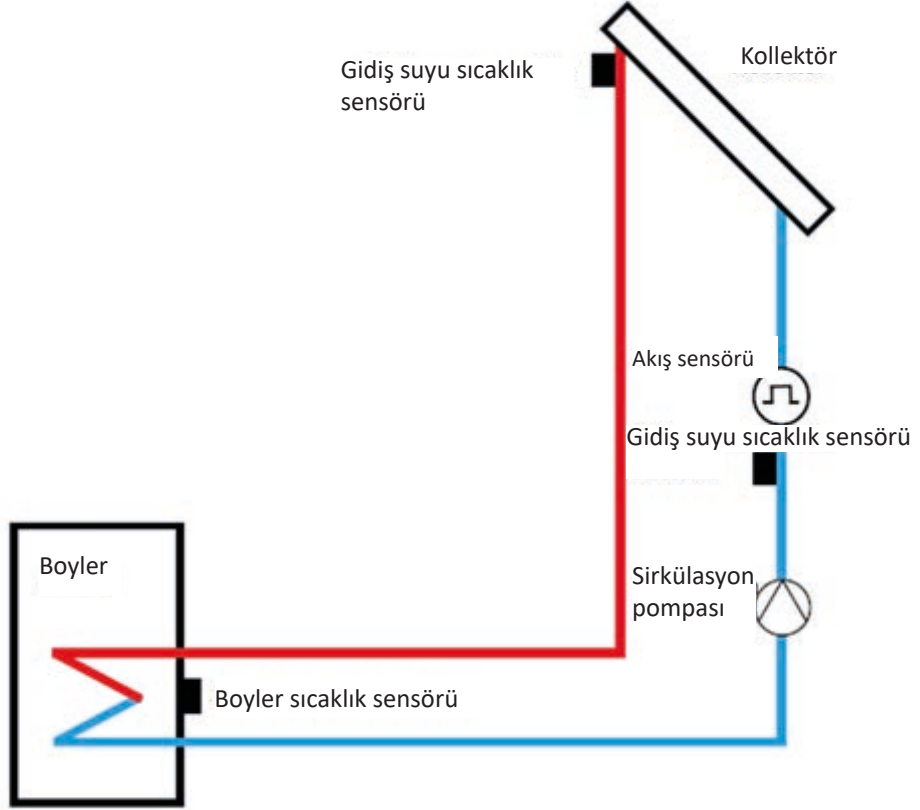 Gidiş suyu sıcaklık
sensörü
Kollektör
Akış sensörü
Gidiş suyu sıcaklık sensörü
Boyler
Sirkülasyon
pompası
Boyler sıcaklık sensörü